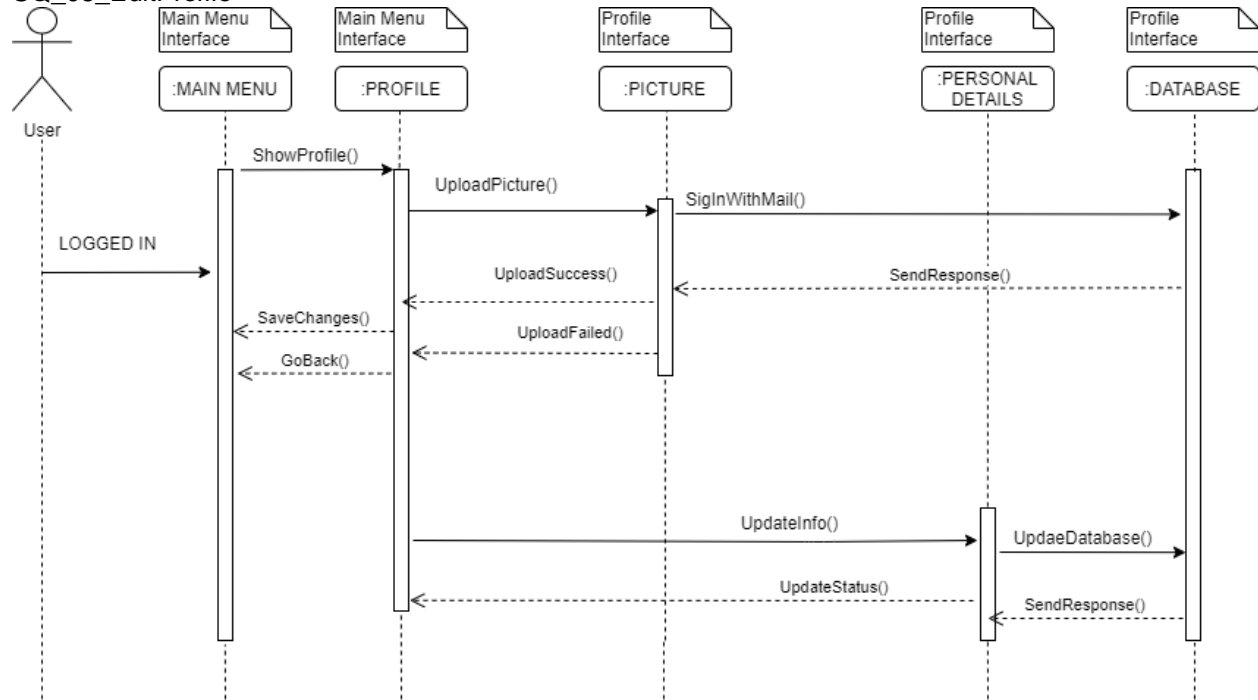 Main Menu
Interface
Main Menu
Interface
Profile
Interface
Profile
Interface
Profile
Interface
:MAIN MENU
:PROFILE
:PICTURE
:PERSONAL
DETAILS
:DATABASE
User
ShowProfile()
UploadPicture()
SigInWithMail()
LOGGED IN
UploadSuccess()
SendResponse()
SaveChanges()
UploadFailed()
GoBack()
UpdateInfo()
UpdaeDatabase()
UpdateStatus()
SendResponse()